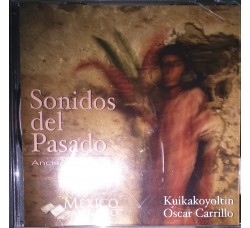 Sonidos
del
Pasado
MÉXICO
Kuikakoyoltin
Oscar Carrillo